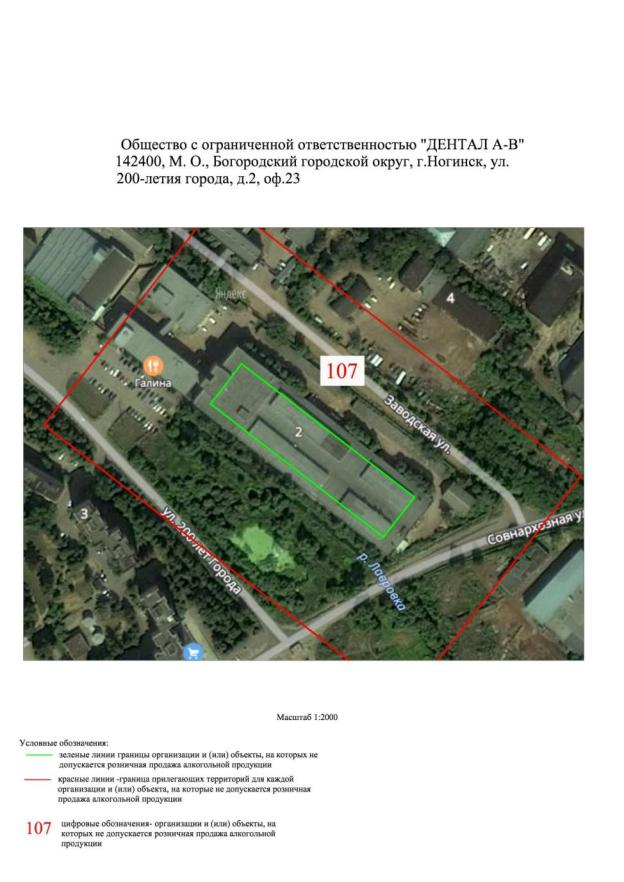 Общество с ограниченной ответственностью "ДЕНТАЛ А-В"
142400, М. О., Богородский городской округ, г.Ногинск, ул.
200-летия города, д.2, оф.23
Яндекс
4
107
Галина
Заводская ул.
2
3
ул. 200-лет Города
Совнархозная у
р. Лавровка
Масштаб 1:2000
Условные обозначения:
зеленые линии границы организации и (или) объекты, на которых не
допускается розничная продажа алкогольной продукции
красные линии -граница прилегающих территорий для каждой
организации и (или) объекта, на которые не допускается розничная
продажа алкогольной продукции
107 цифровые обозначения- организации и (или) объекты, на
которых не допускается розничная продажа алкогольной
продукции